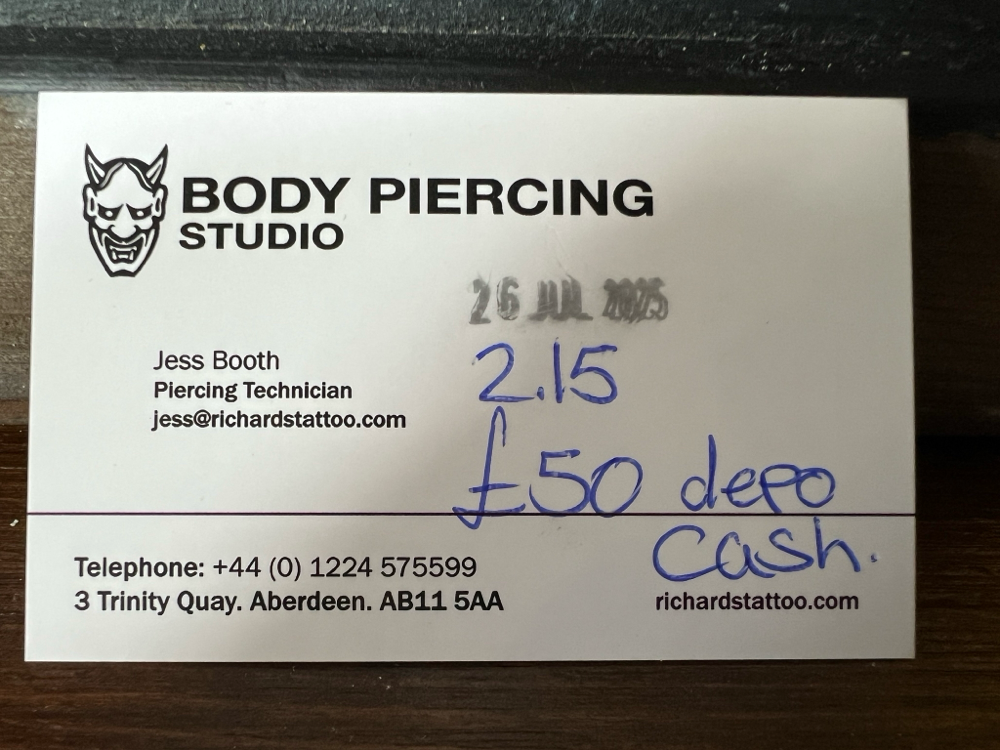 BODY PIERCING
STUDIO
26 JUL 2025
Jess Booth
Piercing Technician
jess@richardstattoo.com
2.15
£50 depo
cash.
Telephone: +44 (0) 1224 575599
3 Trinity Quay. Aberdeen. AB11 5AA
richardstattoo.com